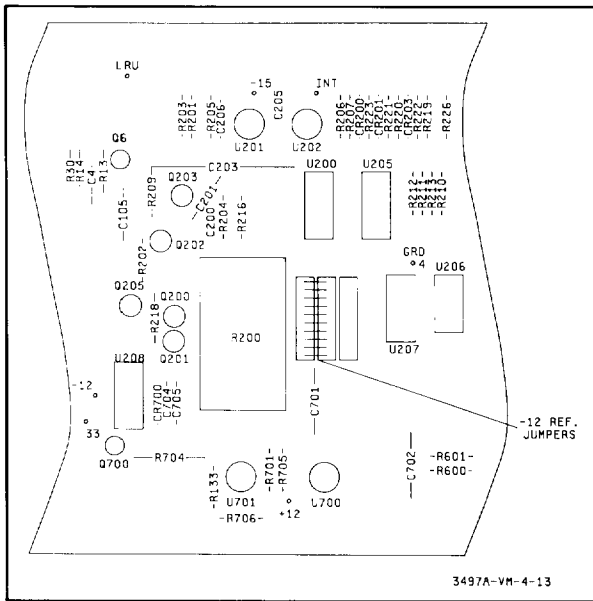 LRU
-15
INT
C205
R203
R201
R205
C206
R206
R207
CR200
R223
CR201
R221
R220
CR203
R222
R219
R226
U201
U202
Q6
R30
R14
C4
R13
C203
U200
U205
R209
Q203
C201
C105
C200
R204
R216
R212
R211
R213
R210
Q202
R202
GRD
4
U206
Q205
Q200
R218
R200
Q201
U207
U208
-12
CR700
C704
C705
C701
-12 REF.
JUMPERS
33
Q700
R704
R701
R705
C702
R601
R600
R133
U701
U700
R706
+12
3497A-VM-4-13